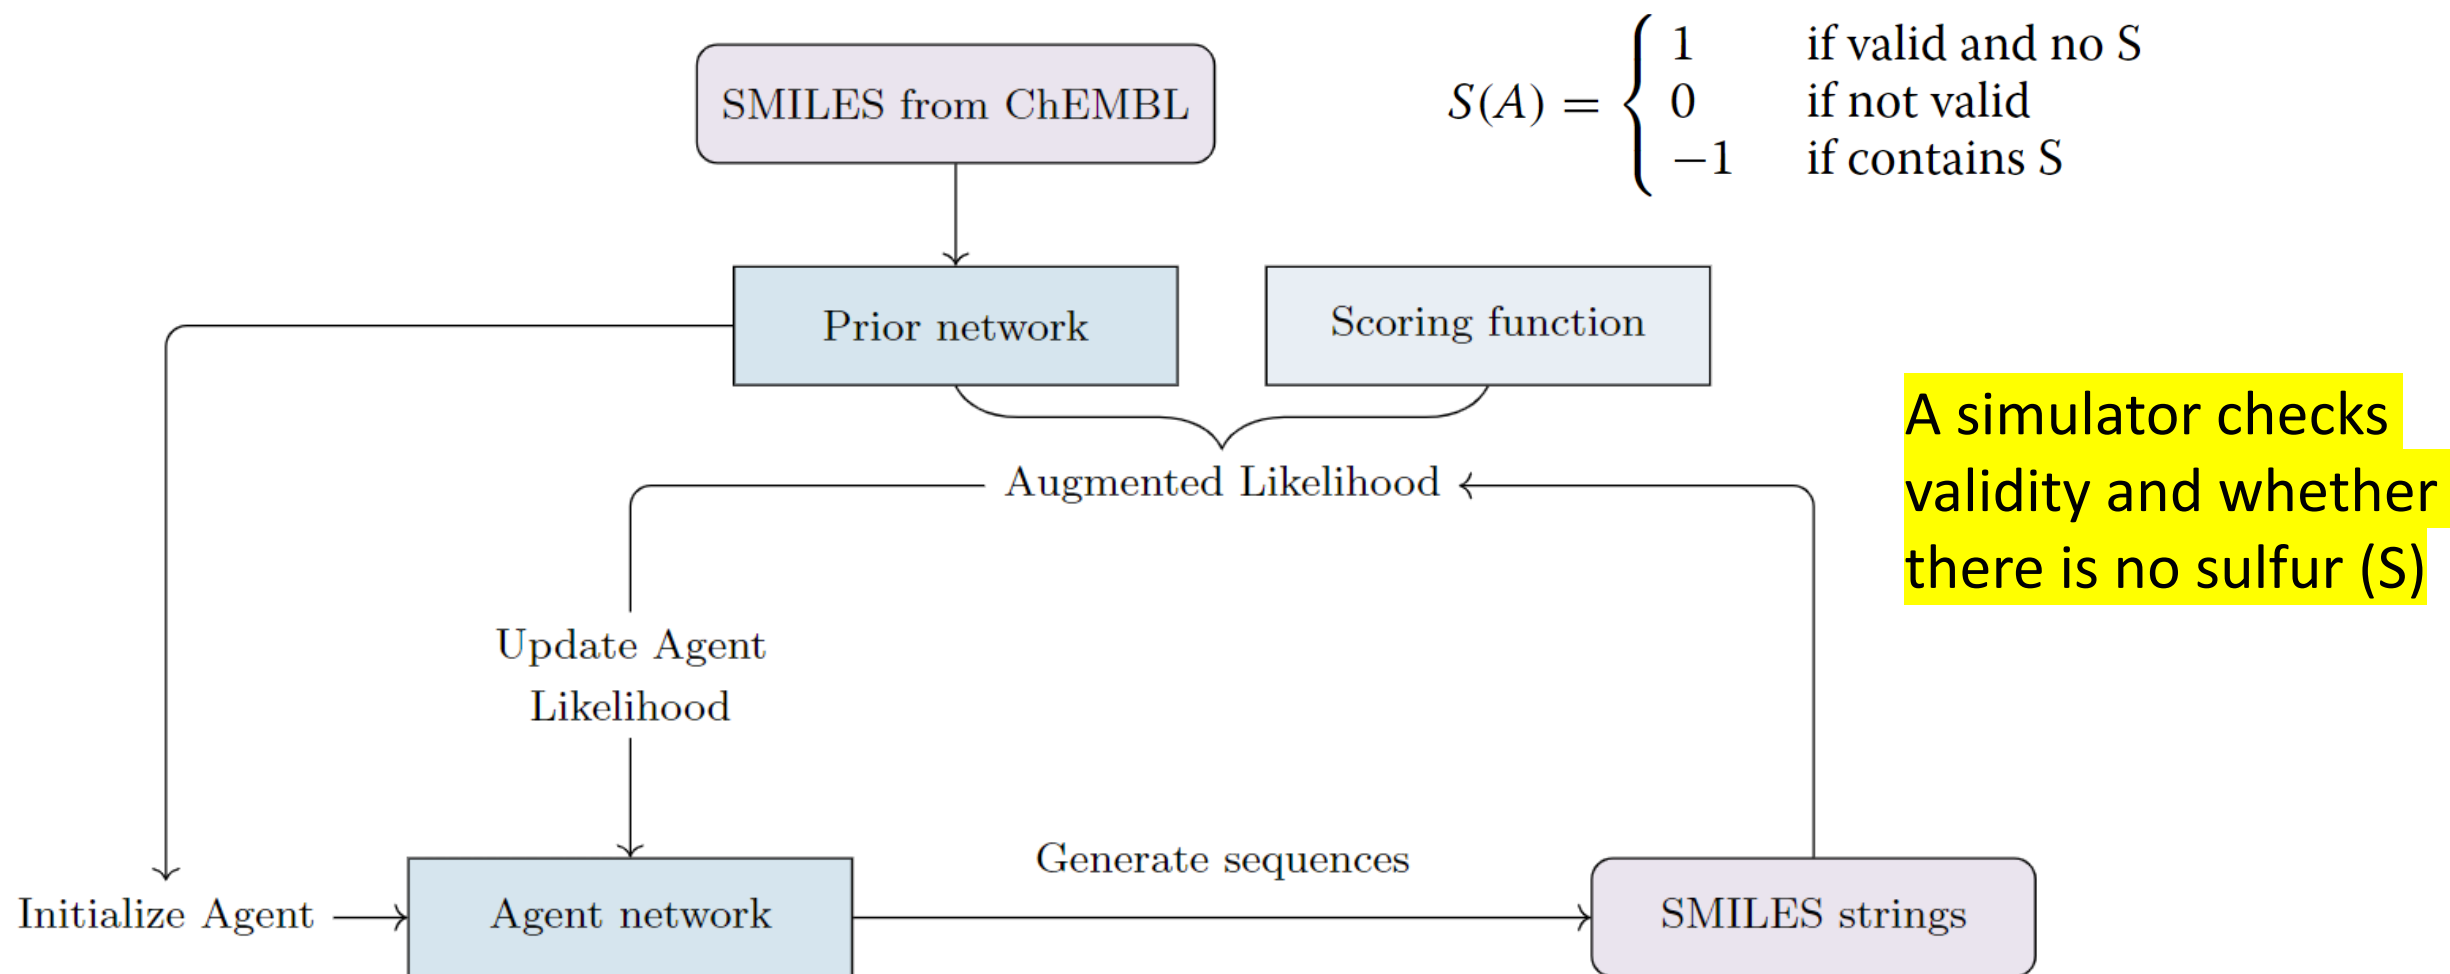 SMILES from ChEMBL
S(A) = { 1 if valid and no S
0 if not valid
−1 if contains S
Prior network
Scoring function
A simulator checks
validity and whether
there is no sulfur (S)
Augmented Likelihood
Update Agent
Likelihood
Generate sequences
Initialize Agent
Agent network
SMILES strings